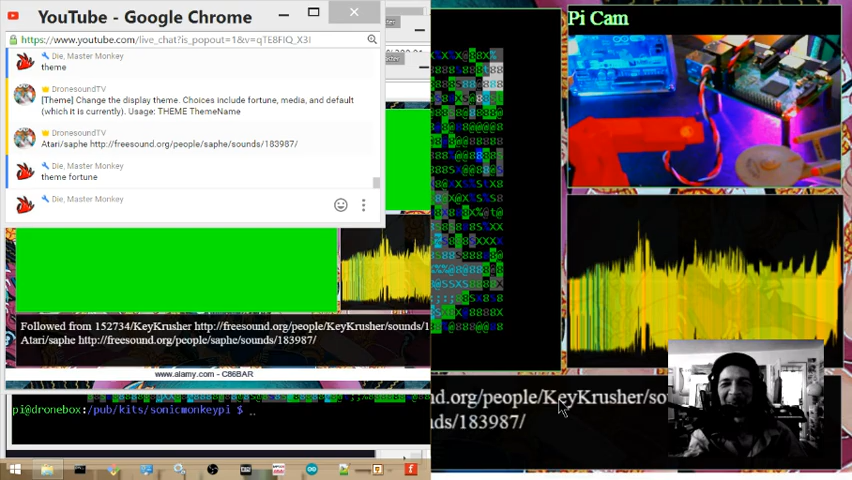 YouTube - Google Chrome
https://www.youtube.com/live_chat?is_popout=1&v=qTE8FIQ_X3I
Die, Master Monkey
theme
DronesoundTV
[Theme] Change the display theme. Choices include fortune, media, and default
(which it is currently). Usage: THEME ThemeName
DronesoundTV
Atari/saphe http://freesound.org/people/saphe/sounds/183987/
Die, Master Monkey
theme fortune
Die, Master Monkey
Followed from 152734/KeyKrusher http://freesound.org/people/KeyKrusher/sounds/1
Atari/saphe http://freesound.org/people/saphe/sounds/183987/
www.alamy.com - C86BAR
pi@dronebox:/pub/kits/sonicmonkeypi $
Pi Cam
d.org/people/KeyKrusher/so
ds/183987/